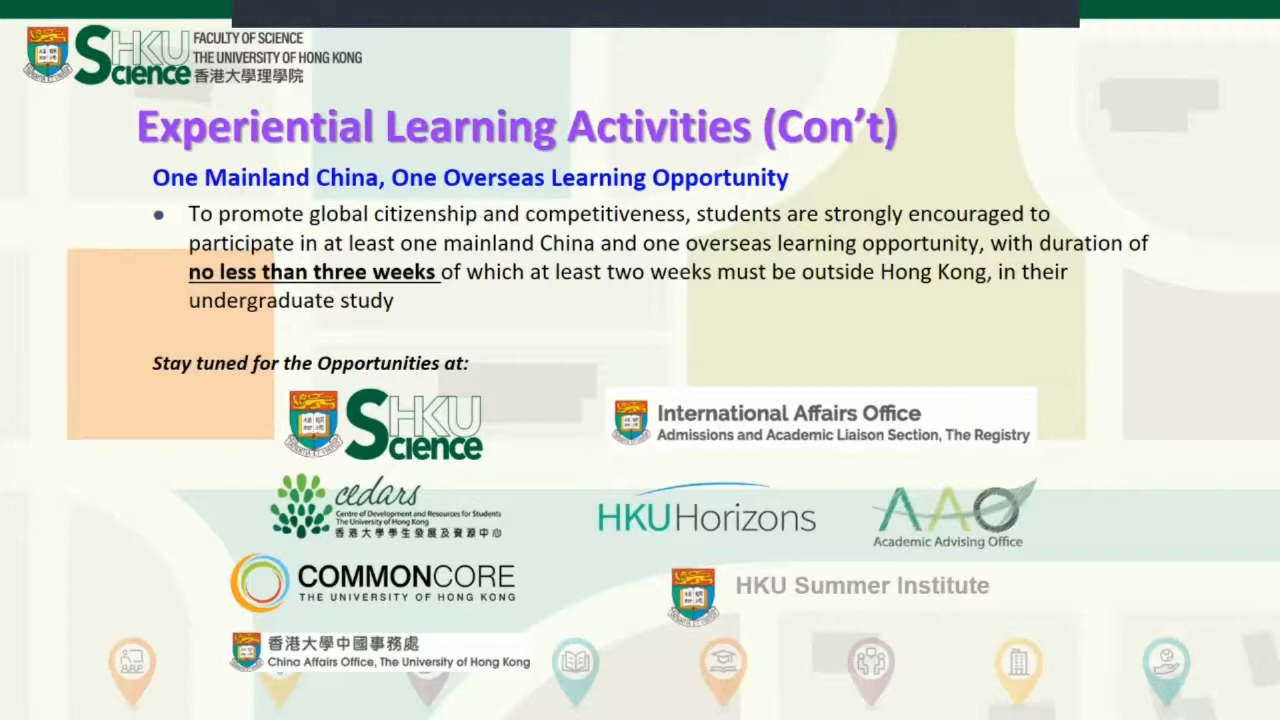 SHKU Science
FACULTY OF SCIENCE
THE UNIVERSITY OF HONG KONG
香港大學理學院
Experiential Learning Activities (Con’t)
One Mainland China, One Overseas Learning Opportunity
• To promote global citizenship and competitiveness, students are strongly encouraged to
participate in at least one mainland China and one overseas learning opportunity, with duration of
no less than three weeks of which at least two weeks must be outside Hong Kong, in their
undergraduate study
Stay tuned for the Opportunities at:
SHKU Science
International Affairs Office
Admissions and Academic Liaison Section, The Registry
cedars
Centre of Development and Resources for Students
The University of Hong Kong
香港大學學生發展及資源中心
HKU Horizons
AAO
Academic Advising Office
COMMONCORE
THE UNIVERSITY OF HONG KONG
HKU Summer Institute
香港大學中國事務處
China Affairs Office, The University of Hong Kong